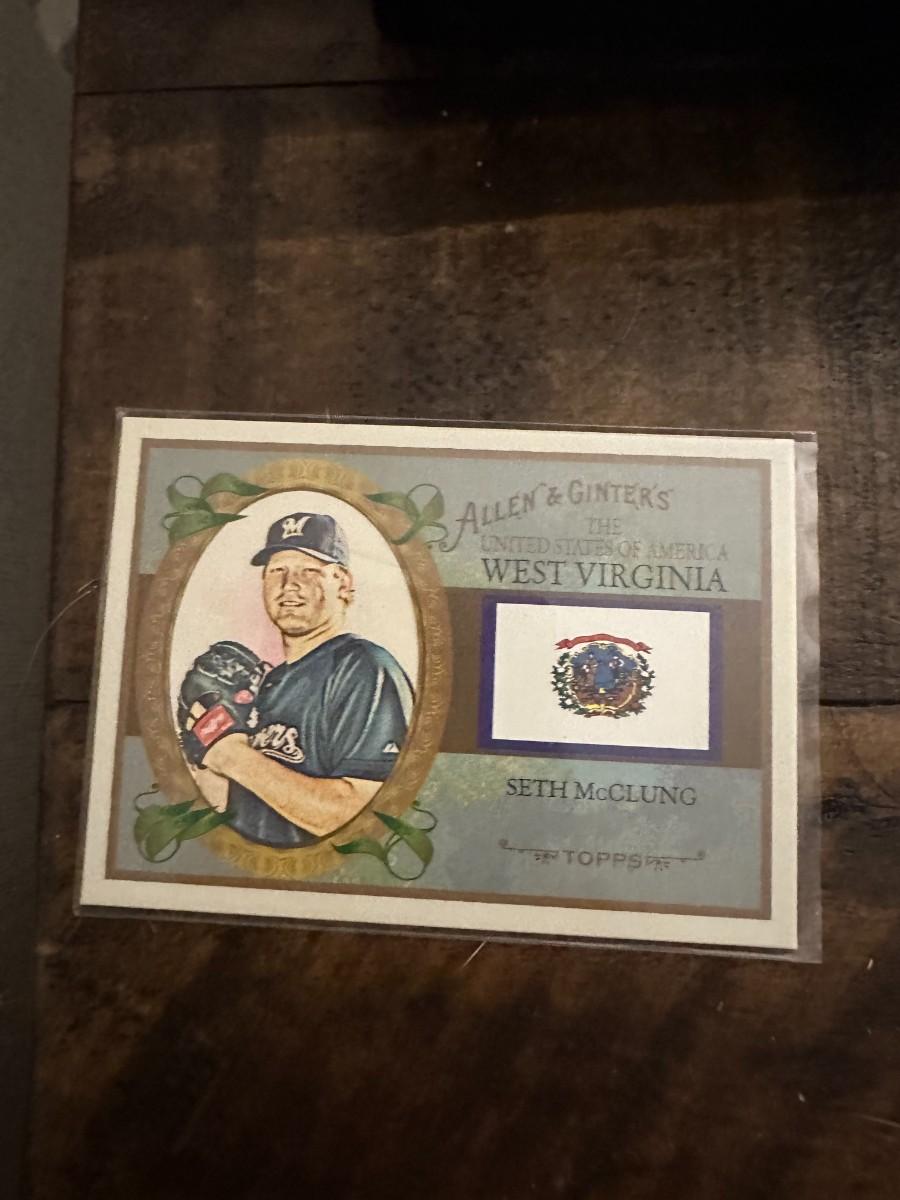 ALLEN & GINTER'S
THE
UNITED STATES OF AMERICA
WEST VIRGINIA
M
SETH McCLUNG
TOPPS